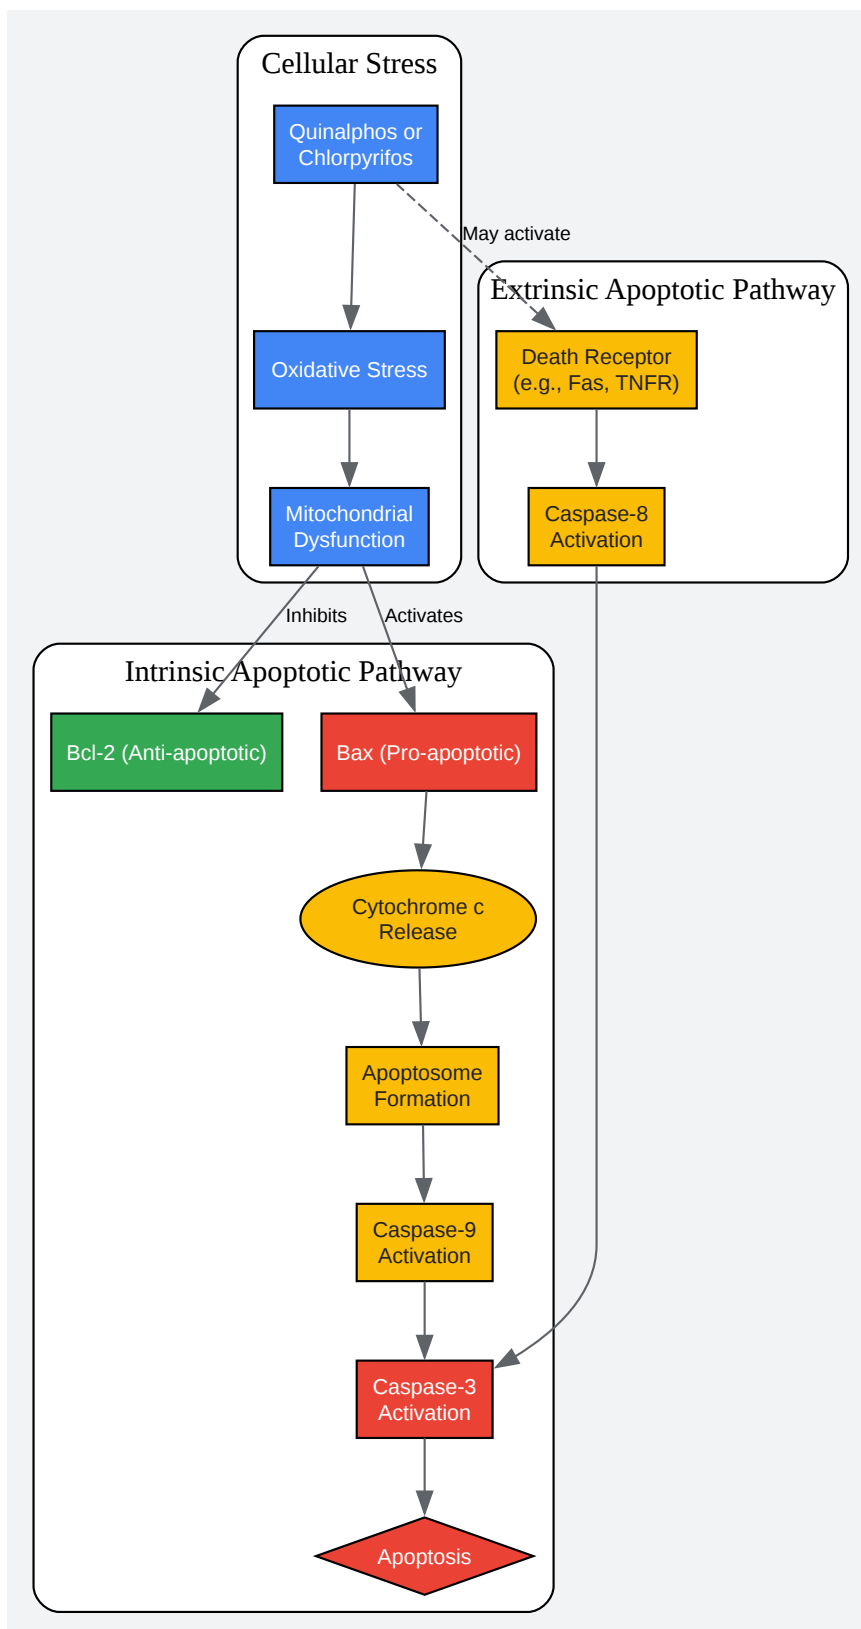 Cellular Stress
Quinalphos or
Chlorpyrifos
May activate
Extrinsic Apoptotic Pathway
Oxidative Stress
Death Receptor
(e.g., Fas, TNFR)
Mitochondrial
Dysfunction
Caspase-8
Activation
Inhibits
Activates
Intrinsic Apoptotic Pathway
Bcl-2 (Anti-apoptotic)
Bax (Pro-apoptotic)
Cytochrome c
Release
Apoptosome
Formation
Caspase-9
Activation
Caspase-3
Activation
Apoptosis